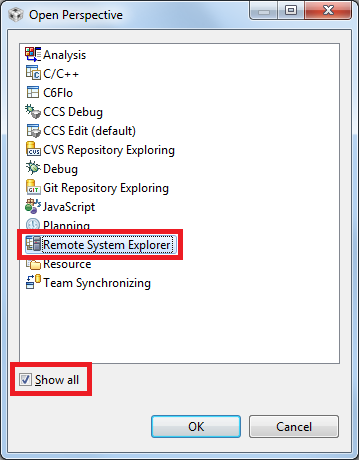 Open Perspective
Analysis
C/C++
C6Flo
CCS Debug
CCS Edit (default)
CVS Repository Exploring
Debug
Git Repository Exploring
JavaScript
Planning
Remote System Explorer
Resource
Team Synchronizing
Show all
OK
Cancel